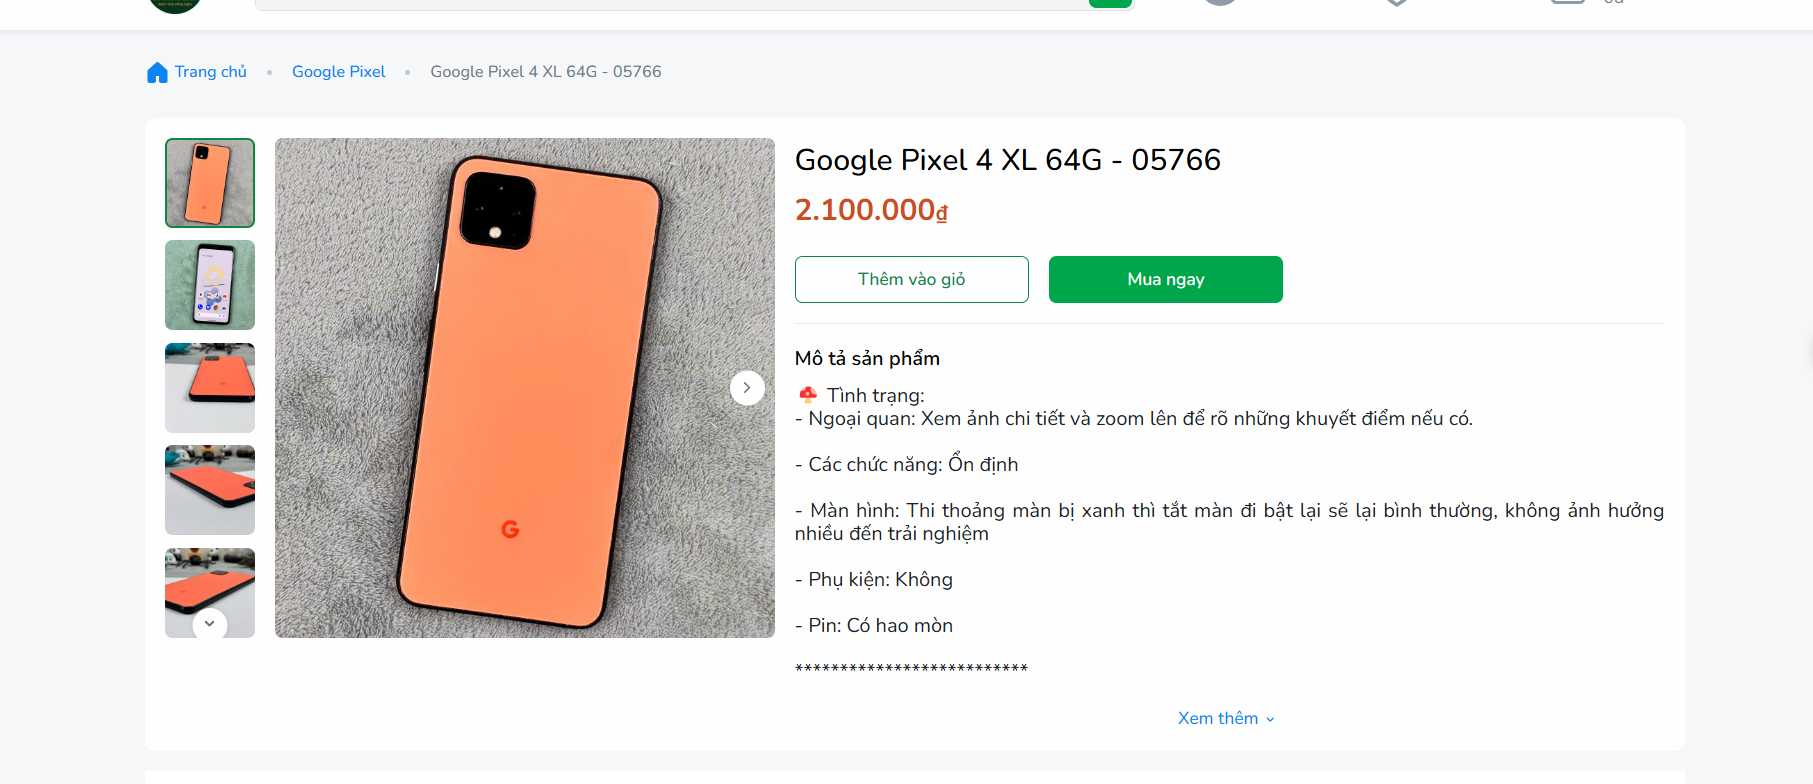 Trang chủ • Google Pixel • Google Pixel 4 XL 64G - 05766
Google Pixel 4 XL 64G - 05766
2.100.000₫
Thêm vào giỏ
Mua ngay
Mô tả sản phẩm
🍄 Tình trạng:
- Ngoại quan: Xem ảnh chi tiết và zoom lên để rõ những khuyết điểm nếu có.
- Các chức năng: Ổn định
- Màn hình: Thi thoảng màn bị xanh thì tắt màn đi bật lại sẽ lại bình thường, không ảnh hưởng
nhiều đến trải nghiệm
- Phụ kiện: Không
- Pin: Có hao mòn
**************************
Xem thêm
G